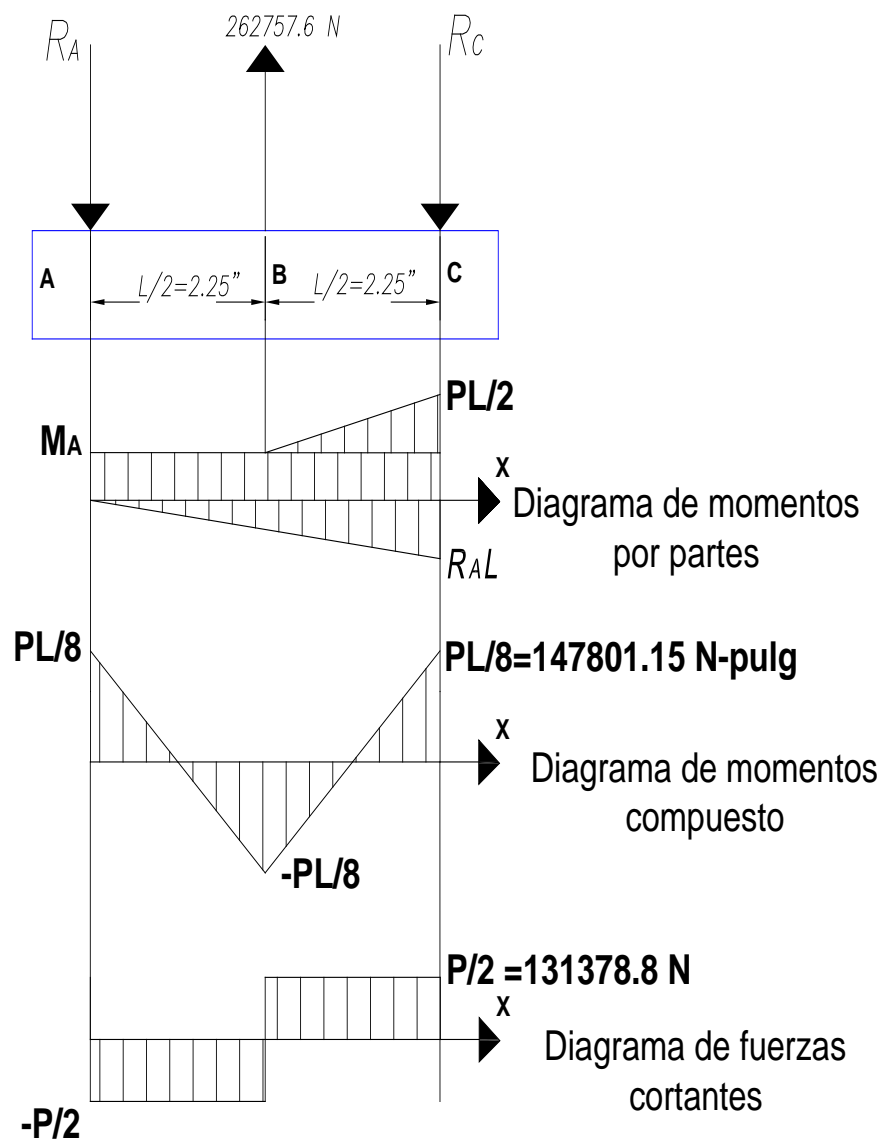 RA
262757.6 N
RC
A
L/2=2.25”
B
L/2=2.25”
C
PL/2
MA
X
Diagrama de momentos
por partes
RAL
PL/8
PL/8=147801.15 N-pulg
X
Diagrama de momentos
compuesto
-PL/8
P/2 =131378.8 N
X
Diagrama de fuerzas
cortantes
-P/2